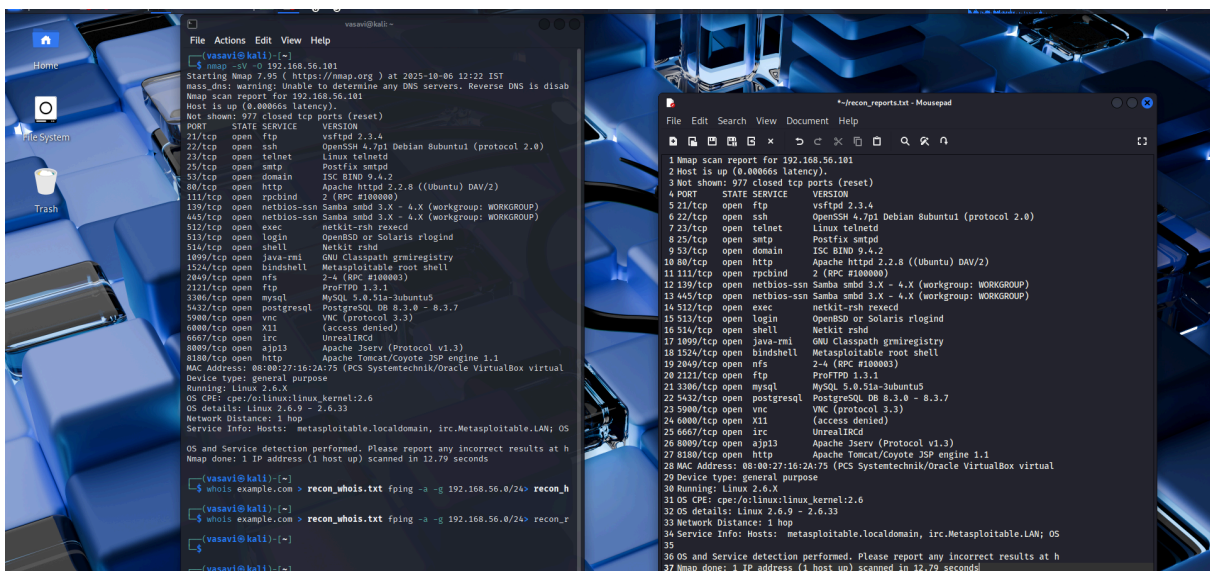 Home
File System
Trash
vasavi@kali: ~
File Actions Edit View Help
(vasavi㉿kali)-[~]
$ nmap -sV -O 192.168.56.101
Starting Nmap 7.95 ( https://nmap.org ) at 2025-10-06 12:22 IST
mass_dns: warning: Unable to determine any DNS servers. Reverse DNS is disab
Nmap scan report for 192.168.56.101
Host is up (0.00066s latency).
Not shown: 977 closed tcp ports (reset)
PORT STATE SERVICE VERSION
21/tcp open ftp vsftpd 2.3.4
22/tcp open ssh OpenSSH 4.7p1 Debian 8ubuntu1 (protocol 2.0)
23/tcp open telnet Linux telnetd
25/tcp open smtp Postfix smtpd
53/tcp open domain ISC BIND 9.4.2
80/tcp open http Apache httpd 2.2.8 ((Ubuntu) DAV/2)
111/tcp open rpcbind 2 (RPC #100000)
139/tcp open netbios-ssn Samba smbd 3.X - 4.X (workgroup: WORKGROUP)
445/tcp open netbios-ssn Samba smbd 3.X - 4.X (workgroup: WORKGROUP)
512/tcp open exec netkit-rsh rexecd
513/tcp open login OpenBSD or Solaris rlogind
514/tcp open shell Netkit rshd
1099/tcp open java-rmi GNU Classpath grmiregistry
1524/tcp open bindshell Metasploitable root shell
2049/tcp open nfs 2-4 (RPC #100003)
2121/tcp open ftp ProFTPD 1.3.1
3306/tcp open mysql MySQL 5.0.51a-3ubuntu5
5432/tcp open postgresql PostgreSQL DB 8.3.0 - 8.3.7
5900/tcp open vnc VNC (protocol 3.3)
6000/tcp open X11 (access denied)
6667/tcp open irc UnrealIRCd
8009/tcp open ajp13 Apache Jserv (Protocol v1.3)
8180/tcp open http Apache Tomcat/Coyote JSP engine 1.1
MAC Address: 08:00:27:16:2A:75 (PCS Systemtechnik/Oracle VirtualBox virtual
Device type: general purpose
Running: Linux 2.6.X
OS CPE: cpe:/o:linux:linux_kernel:2.6
OS details: Linux 2.6.9 - 2.6.33
Network Distance: 1 hop
Service Info: Hosts: metasploitable.localdomain, irc.Metasploitable.LAN; OS
OS and Service detection performed. Please report any incorrect results at h
Nmap done: 1 IP address (1 host up) scanned in 12.79 seconds
(vasavi㉿kali)-[~]
$ whois example.com > recon_whois.txt fping -a -g 192.168.56.0/24> recon_h
(vasavi㉿kali)-[~]
$ whois example.com > recon_whois.txt fping -a -g 192.168.56.0/24> recon_r
(vasavi㉿kali)-[~]
$
(vasavi㉿kali)-[~]
*~/recon_reports.txt - Mousepad
File Edit Search View Document Help
1 Nmap scan report for 192.168.56.101
2 Host is up (0.00066s latency).
3 Not shown: 977 closed tcp ports (reset)
4 PORT STATE SERVICE VERSION
5 21/tcp open ftp vsftpd 2.3.4
6 22/tcp open ssh OpenSSH 4.7p1 Debian 8ubuntu1 (protocol 2.0)
7 23/tcp open telnet Linux telnetd
8 25/tcp open smtp Postfix smtpd
9 53/tcp open domain ISC BIND 9.4.2
10 80/tcp open http Apache httpd 2.2.8 ((Ubuntu) DAV/2)
11 111/tcp open rpcbind 2 (RPC #100000)
12 139/tcp open netbios-ssn Samba smbd 3.X - 4.X (workgroup: WORKGROUP)
13 445/tcp open netbios-ssn Samba smbd 3.X - 4.X (workgroup: WORKGROUP)
14 512/tcp open exec netkit-rsh rexecd
15 513/tcp open login OpenBSD or Solaris rlogind
16 514/tcp open shell Netkit rshd
17 1099/tcp open java-rmi GNU Classpath grmiregistry
18 1524/tcp open bindshell Metasploitable root shell
19 2049/tcp open nfs 2-4 (RPC #100003)
20 2121/tcp open ftp ProFTPD 1.3.1
21 3306/tcp open mysql MySQL 5.0.51a-3ubuntu5
22 5432/tcp open postgresql PostgreSQL DB 8.3.0 - 8.3.7
23 5900/tcp open vnc VNC (protocol 3.3)
24 6000/tcp open X11 (access denied)
25 6667/tcp open irc UnrealIRCd
26 8009/tcp open ajp13 Apache Jserv (Protocol v1.3)
27 8180/tcp open http Apache Tomcat/Coyote JSP engine 1.1
28 MAC Address: 08:00:27:16:2A:75 (PCS Systemtechnik/Oracle VirtualBox virtual
29 Device type: general purpose
30 Running: Linux 2.6.X
31 OS CPE: cpe:/o:linux:linux_kernel:2.6
32 OS details: Linux 2.6.9 - 2.6.33
33 Network Distance: 1 hop
34 Service Info: Hosts: metasploitable.localdomain, irc.Metasploitable.LAN; OS
35
36 OS and Service detection performed. Please report any incorrect results at h
37 Nmap done: 1 IP address (1 host up) scanned in 12.79 seconds